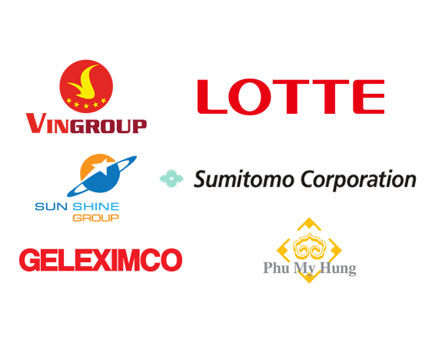 VINGROUP
LOTTE
SUN SHINE
GROUP
Sumitomo Corporation
GELEXIMCO
Phu My Hung